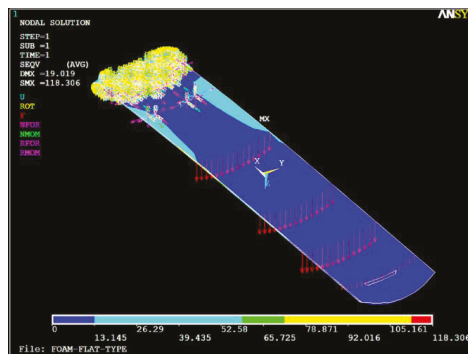 1
ANSYS
NODAL SOLUTION
STEP=1
SUB =1
TIME=1
SEQV (AVG)
DMX =19.019
SMX =118.306
U
ROT
F
NFOR
NMOM
RFOR
RMOM
MX
X Y
0 26.29 52.58 78.871 105.161
13.145 39.435 65.725 92.016 118.306
File: FOAM-FLAT-TYPE